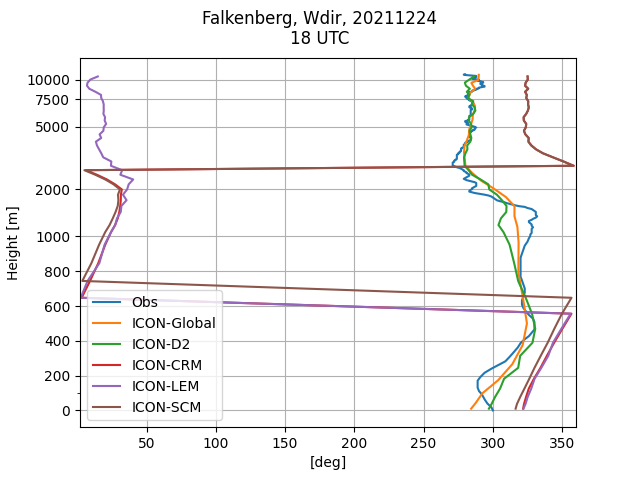 Falkenberg, Wdir, 20211224
18 UTC
Height [m]
10000
7500
5000
2000
1000
800
600
400
200
0
Obs
ICON-Global
ICON-D2
ICON-CRM
ICON-LEM
ICON-SCM
50 100 150 200 250 300 350
[deg]